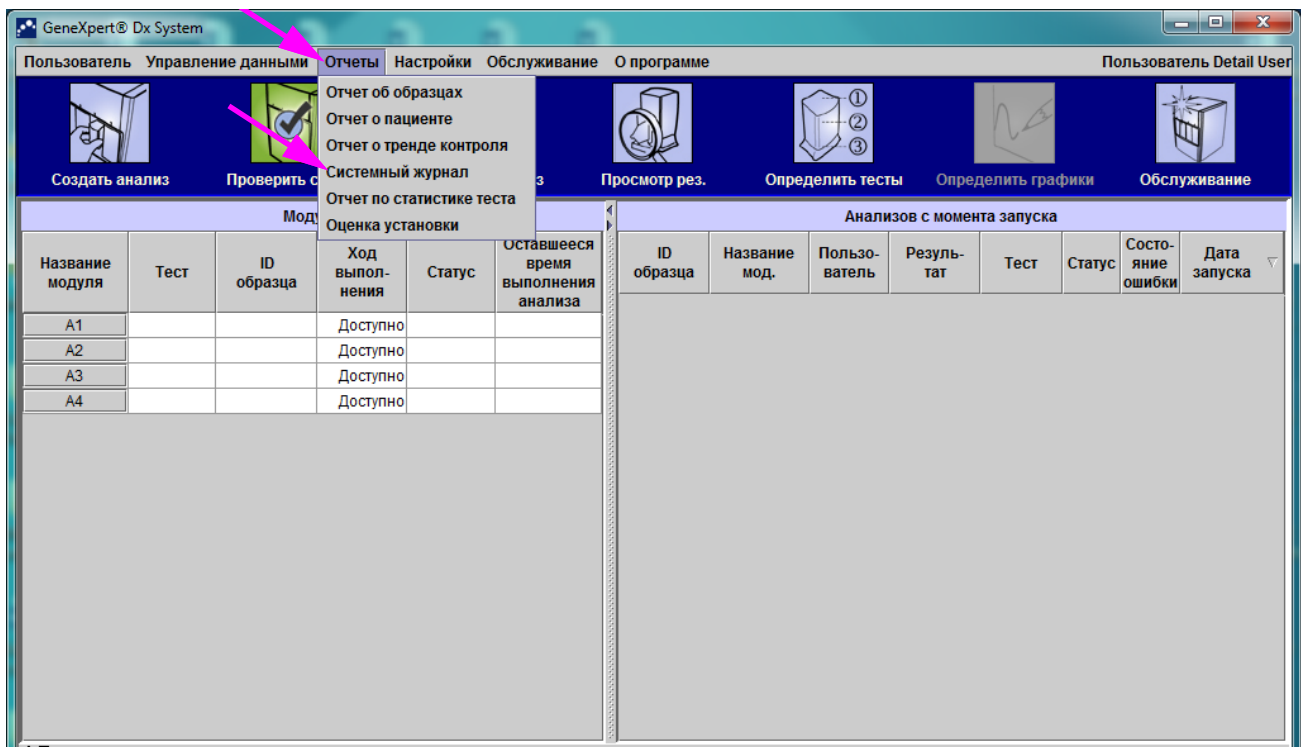 GeneXpert® Dx System
Пользователь Управление данными Отчеты Настройки Обслуживание О программе Пользователь Detail User
Отчет об образцах
Отчет о пациенте
Отчет о тренде контроля
Системный журнал
Отчет по статистике теста
Оценка установки
Создать анализ Проверить с з Просмотр рез. Определить тесты Определить графики Обслуживание
Мод Анализов с момента запуска
Название модуля
Тест
ID образца
Ход выпол-
нения
Статус
Оставшееся
время
выполнения
анализа
ID
образца
Название
мод.
Пользо-
ватель
Резуль-
тат
Тест
Статус
Состо-
яние
ошибки
Дата
запуска
A1 Доступно
A2 Доступно
A3 Доступно
A4 Доступно